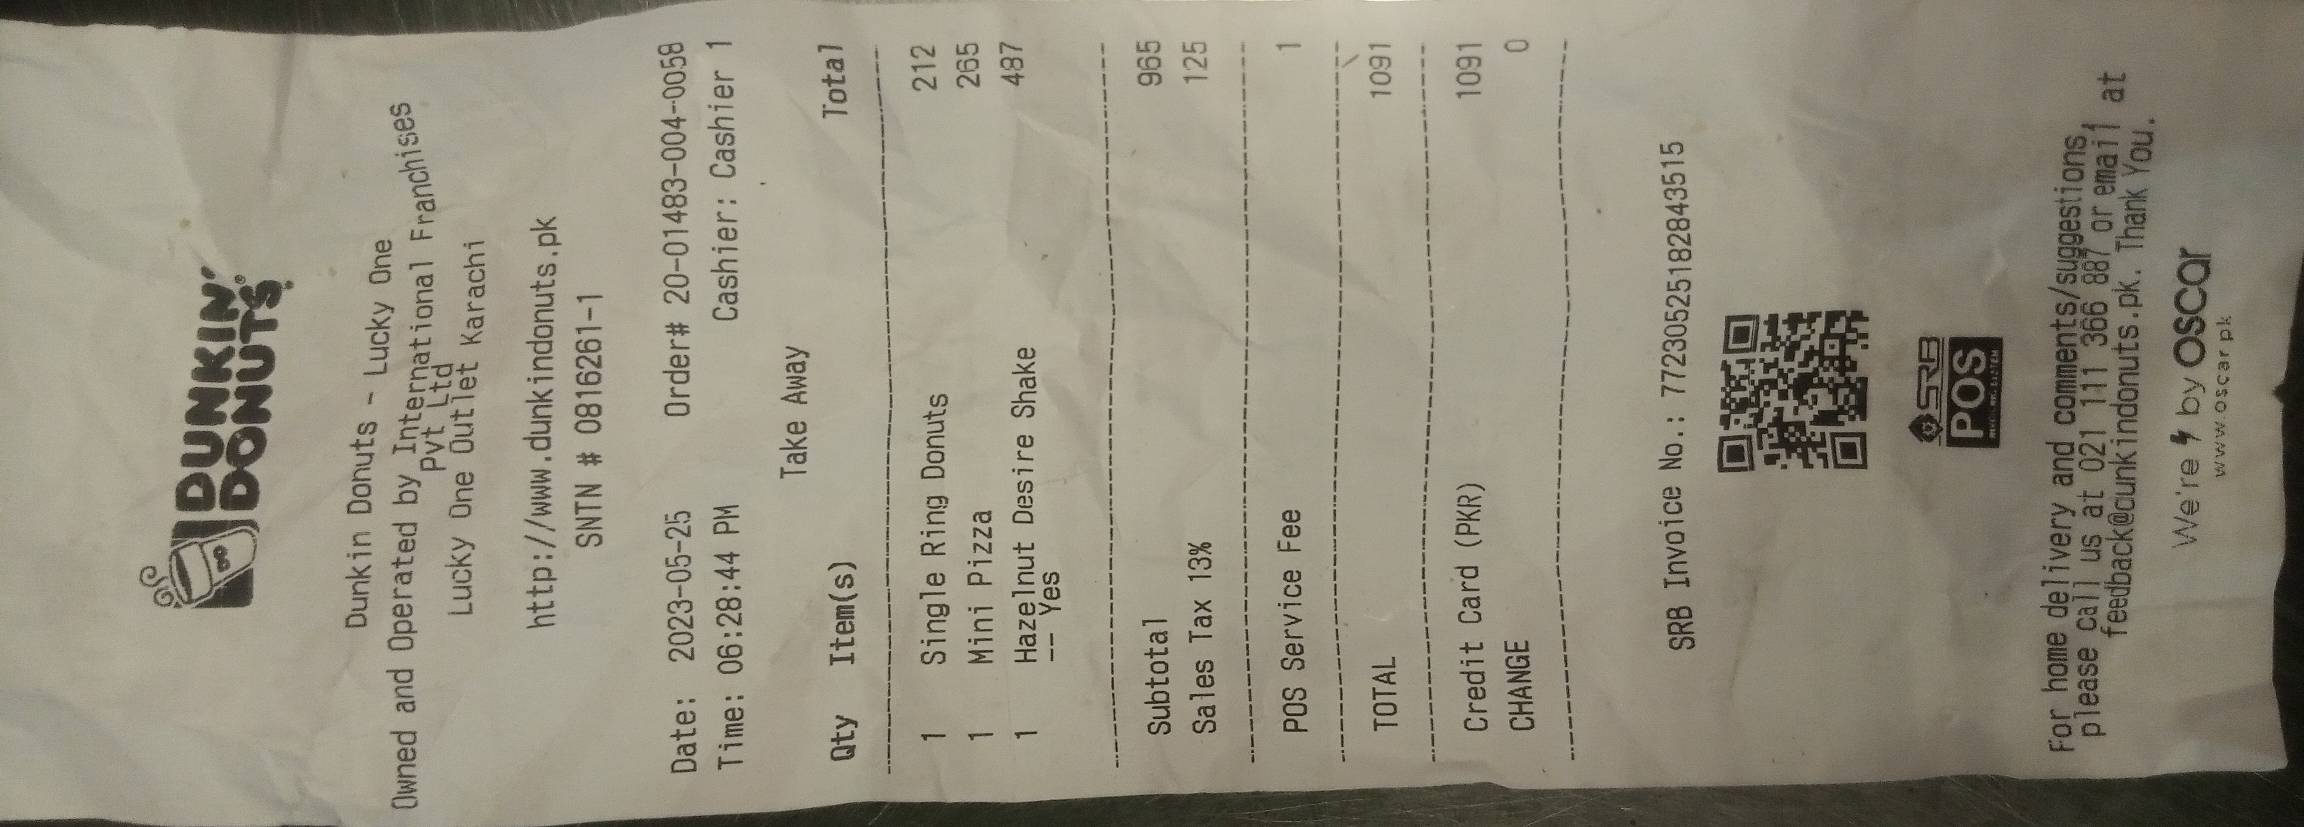 DUNKIN'
DONUTS®
DD
Dunkin Donuts - Lucky One
Owned and Operated by International Franchises
Pvt Ltd
Lucky One Outlet Karachi
http://www.dunkindonuts.pk
SNTN # 0816261-1
Date: 2023-05-25 Order# 20-01483-004-0058
Time: 06:28:44 PM Cashier: Cashier 1
Take Away
Qty Item(s) Total
1 Single Ring Donuts 212
1 Mini Pizza 265
1 Hazelnut Desire Shake 487
-- Yes
Subtotal 965
Sales Tax 13% 125
POS Service Fee 1
TOTAL 1091
Credit Card (PKR) 1091
CHANGE 0
SRB Invoice No.: 772305251828435​15
SRB
POS
For home delivery and comments/suggestions,
please call us at 021 111 366 887 or email at
feedback@dunkindonuts.pk. Thank You.
We're by oscar
www.oscar.pk